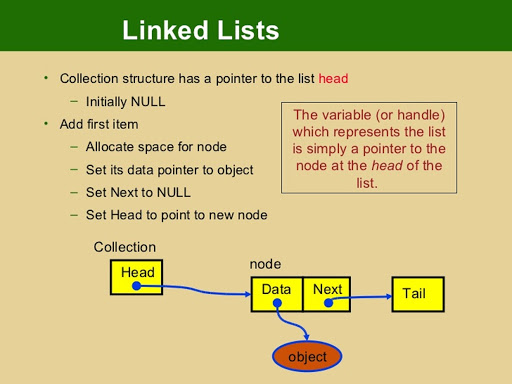 Linked Lists
• Collection structure has a pointer to the list head
– Initially NULL
• Add first item
– Allocate space for node
– Set its data pointer to object
– Set Next to NULL
– Set Head to point to new node
The variable (or handle)
which represents the list
is simply a pointer to the
node at the head of the
list.
Collection
Head
node
Data
Next
Tail
object